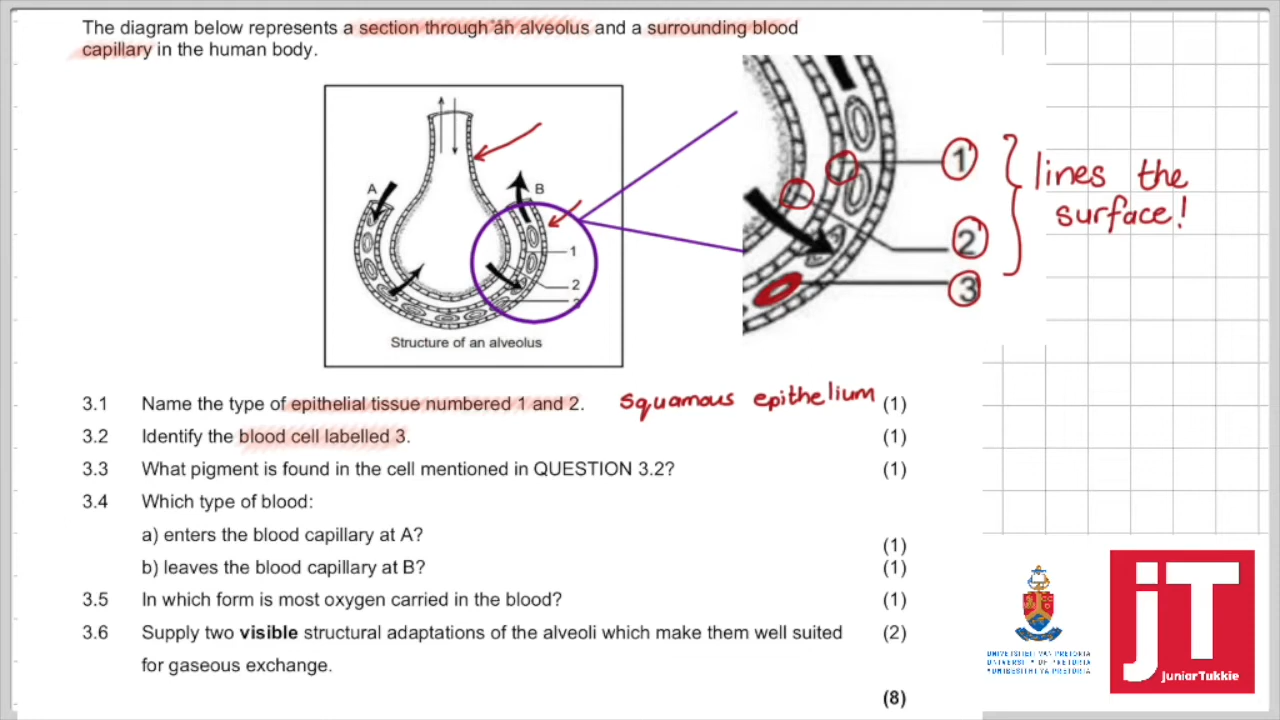 The diagram below represents a section through an alveolus and a surrounding blood
capillary in the human body.
A
B
1
2
3
Structure of an alveolus
1
2
3
lines the
surface!
3.1 Name the type of epithelial tissue numbered 1 and 2. squamous epithelium (1)
3.2 Identify the blood cell labelled 3. (1)
3.3 What pigment is found in the cell mentioned in QUESTION 3.2? (1)
3.4 Which type of blood:
a) enters the blood capillary at A? (1)
b) leaves the blood capillary at B? (1)
3.5 In which form is most oxygen carried in the blood? (1)
3.6 Supply two visible structural adaptations of the alveoli which make them well suited (2)
for gaseous exchange.
(8)
UNIVERSITEIT VAN PRETORIA
UNIVERSITY OF PRETORIA
YUNIBESITHI YA PRETORIA
jT
JuniorTukkie